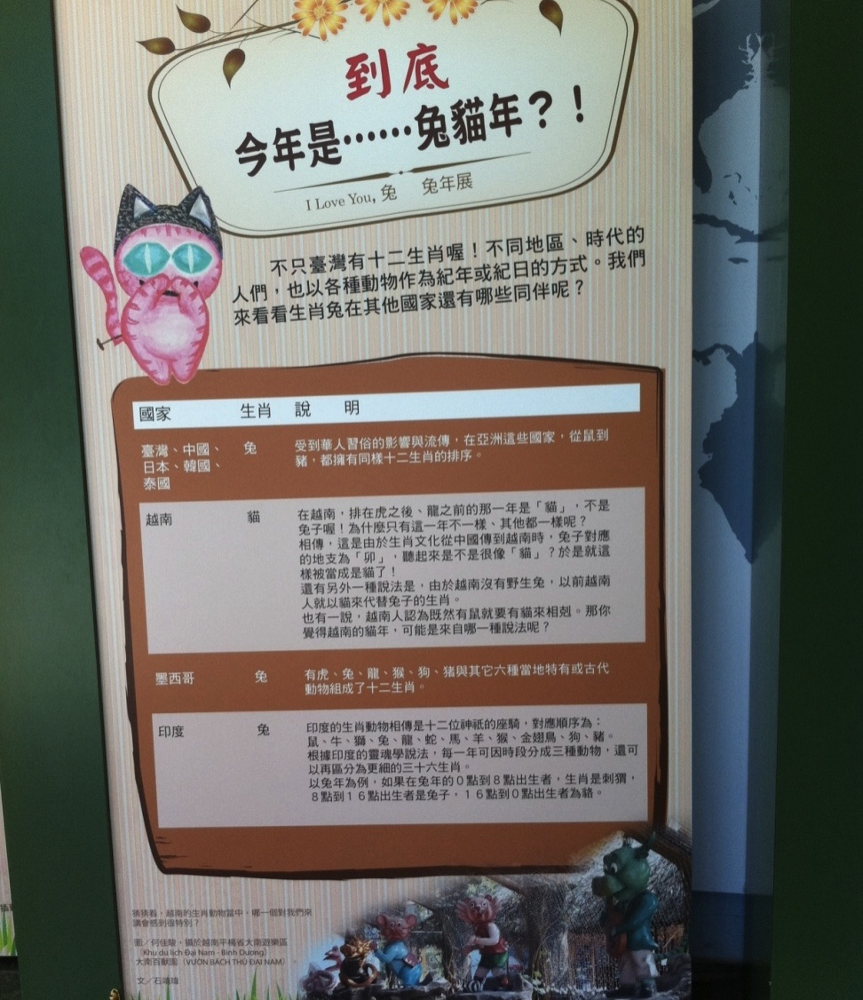 到底
今年是……兔貓年？！
I Love You, 兔　兔年展
不只臺灣有十二生肖喔！不同地區、時代的
人們，也以各種動物作為紀年或紀日的方式。我們
來看看生肖兔在其他國家還有哪些同伴呢？
國家 生肖 說 明
臺灣、中國、 兔 受到華人習俗的影響與流傳，在亞洲這些國家，從鼠到
日本、韓國、 豬，都擁有同樣十二生肖的排序。
泰國
越南 貓 在越南，排在虎之後、龍之前的那一年是「貓」，不是
兔子喔！為什麼只有這一年不一樣、其他都一樣呢？
相傳，這是由於生肖文化從中國傳到越南時，兔子對應
的地支為「卯」，聽起來是不是很像「貓」？於是就這
樣被當成是貓了！
還有另外一種說法是，由於越南沒有野生兔，以前越南
人就以貓來代替兔子的生肖。
也有一說，越南人認為既然有鼠就要有貓來相剋。那你
覺得越南的貓年，可能是來自哪一種說法呢？
墨西哥 兔 有虎、兔、龍、猴、狗、猪與其它六種當地特有或古代
動物組成了十二生肖。
印度 兔 印度的生肖動物相傳是十二位神祇的座騎，對應順序為：
鼠、牛、獅、兔、龍、蛇、馬、羊、猴、金翅鳥、狗、豬。
根據印度的靈魂學說法，每一年可因時段分成三種動物，還可
以再區分為更細的三十六生肖。
以兔年為例，如果在兔年的０點到８點出生者，生肖是刺猬，
８點到１６點出生者是兔子，１６點到０點出生者為貉。
猜猜看，越南的生肖動物當中，哪一個對我們來
講會感到很特別？
圖／何佳駿，攝於越南平楊省大南遊樂區
（Khu du lich Đại Nam - Bình Dương）
大南百獸園（VƯỜN BÁCH THÚ ĐẠI NAM）
文／石